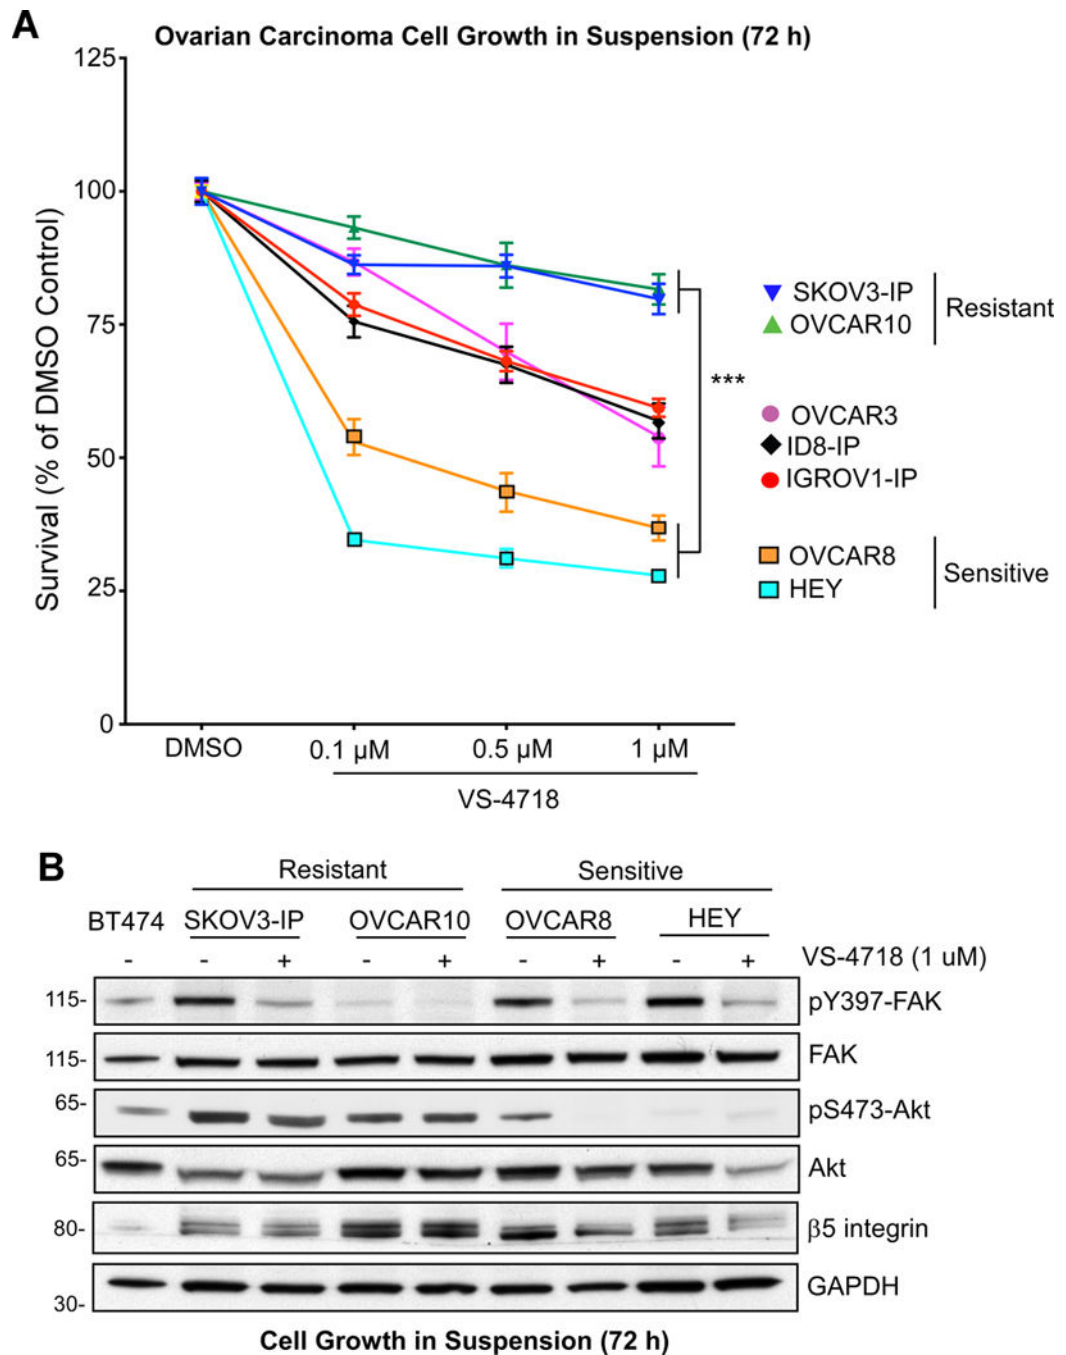 A
Ovarian Carcinoma Cell Growth in Suspension (72 h)
Survival (% of DMSO Control)
125
100
75
50
25
0
DMSO
0.1 µM
0.5 µM
1 µM
VS-4718
***
SKOV3-IP
OVCAR10
Resistant
OVCAR3
ID8-IP
IGROV1-IP
OVCAR8
HEY
Sensitive
B
Resistant
Sensitive
BT474 SKOV3-IP OVCAR10 OVCAR8 HEY
- - + - + - + - + VS-4718 (1 uM)
115- pY397-FAK
115- FAK
65- pS473-Akt
65- Akt
80- β5 integrin
GAPDH
30-
Cell Growth in Suspension (72 h)